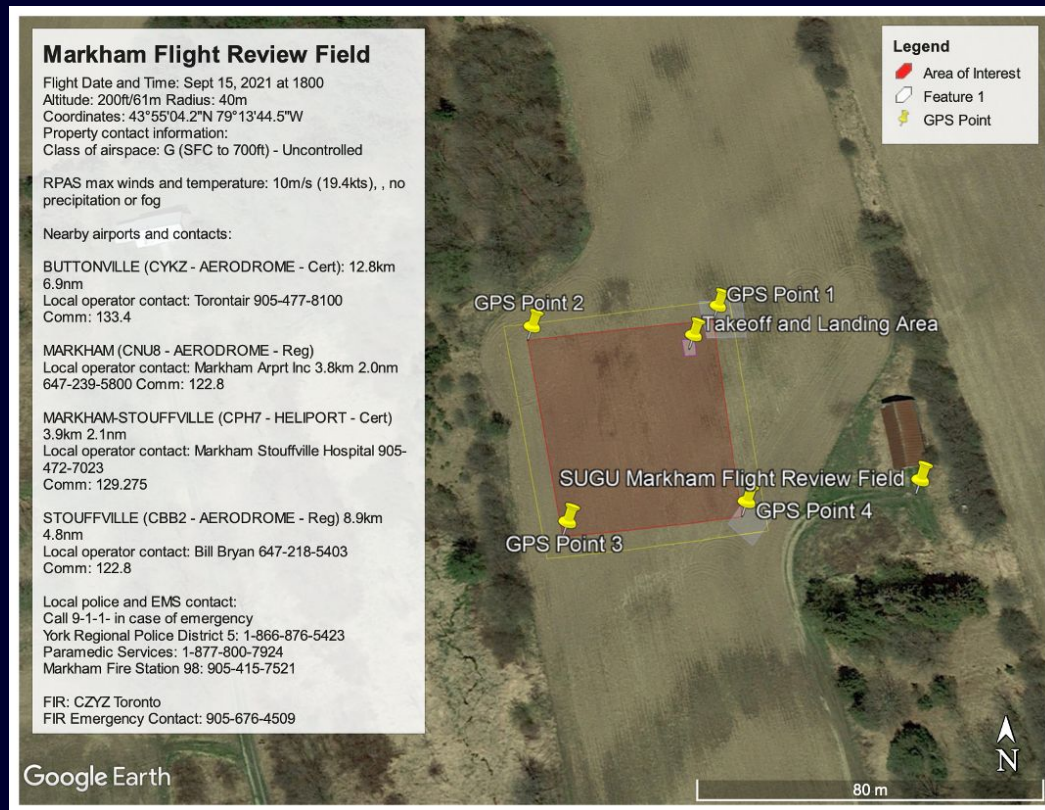 Markham Flight Review Field
Flight Date and Time: Sept 15, 2021 at 1800
Altitude: 200ft/61m Radius: 40m
Coordinates: 43°55'04.2"N 79°13'44.5"W
Property contact information:
Class of airspace: G (SFC to 700ft) - Uncontrolled
RPAS max winds and temperature: 10m/s (19.4kts), , no
precipitation or fog
Nearby airports and contacts:
BUTTONVILLE (CYKZ - AERODROME - Cert): 12.8km
6.9nm
Local operator contact: Torontair 905-477-8100
Comm: 133.4
MARKHAM (CNU8 - AERODROME - Reg)
Local operator contact: Markham Arprt Inc 3.8km 2.0nm
647-239-5800 Comm: 122.8
MARKHAM-STOUFFVILLE (CPH7 - HELIPORT - Cert)
3.9km 2.1nm
Local operator contact: Markham Stouffville Hospital 905-
472-7023
Comm: 129.275
STOUFFVILLE (CBB2 - AERODROME - Reg) 8.9km
4.8nm
Local operator contact: Bill Bryan 647-218-5403
Comm: 122.8
Local police and EMS contact:
Call 9-1-1- in case of emergency
York Regional Police District 5: 1-866-876-5423
Paramedic Services: 1-877-800-7924
Markham Fire Station 98: 905-415-7521
FIR: CZYZ Toronto
FIR Emergency Contact: 905-676-4509
Legend
Area of Interest
Feature 1
GPS Point
GPS Point 1
GPS Point 2
Takeoff and Landing Area
SUGU Markham Flight Review Field
GPS Point 4
GPS Point 3
Google Earth
N
80 m